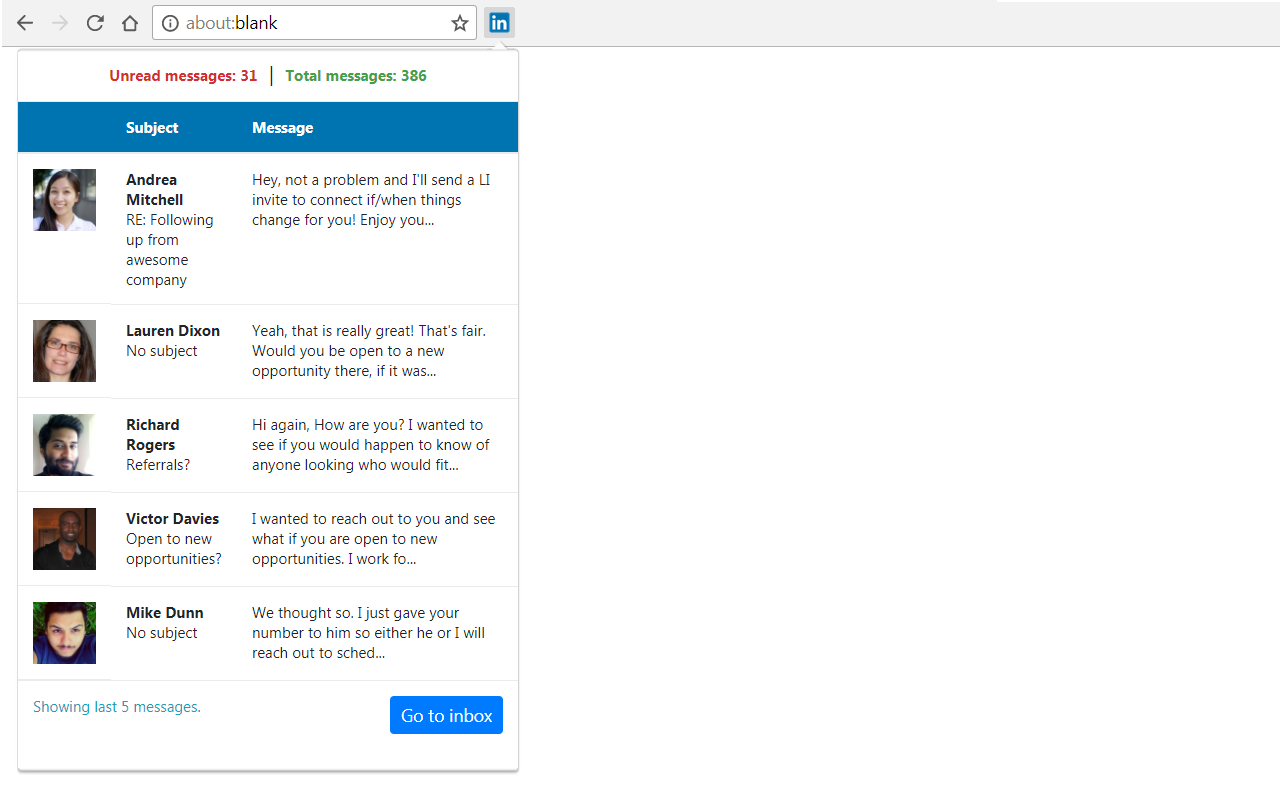 about:blank
in
Unread messages: 31 | Total messages: 386
Subject Message
Andrea
Mitchell
RE: Following
up from
awesome
company
Hey, not a problem and I'll send a LI
invite to connect if/when things
change for you! Enjoy you...
Lauren Dixon
No subject
Yeah, that is really great! That's fair.
Would you be open to a new
opportunity there, if it was...
Richard
Rogers
Referrals?
Hi again, How are you? I wanted to
see if you would happen to know of
anyone looking who would fit...
Victor Davies
Open to new
opportunities?
I wanted to reach out to you and see
what if you are open to new
opportunities. I work fo...
Mike Dunn
No subject
We thought so. I just gave your
number to him so either he or I will
reach out to sched...
Showing last 5 messages.
Go to inbox